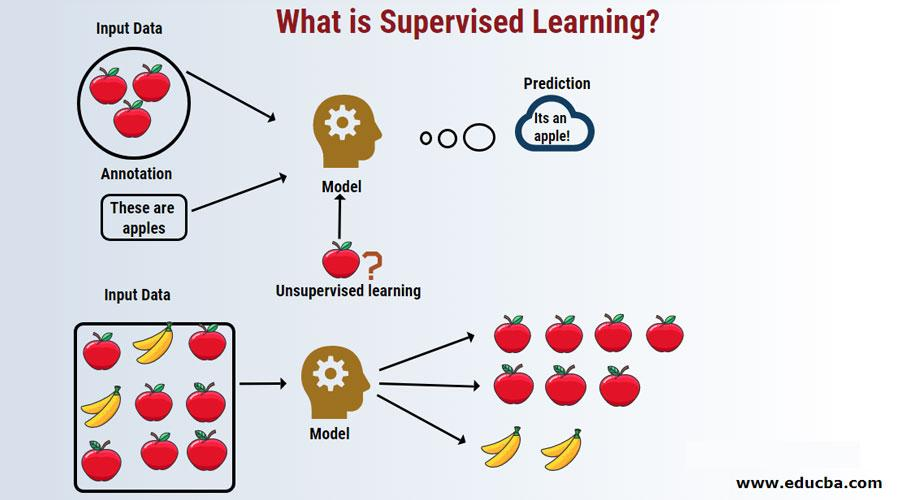 What is Supervised Learning?
Input Data
Prediction
Its an
apple!
Annotation
Model
These are
apples
?
Unsupervised learning
Input Data
Model
www.educba.com